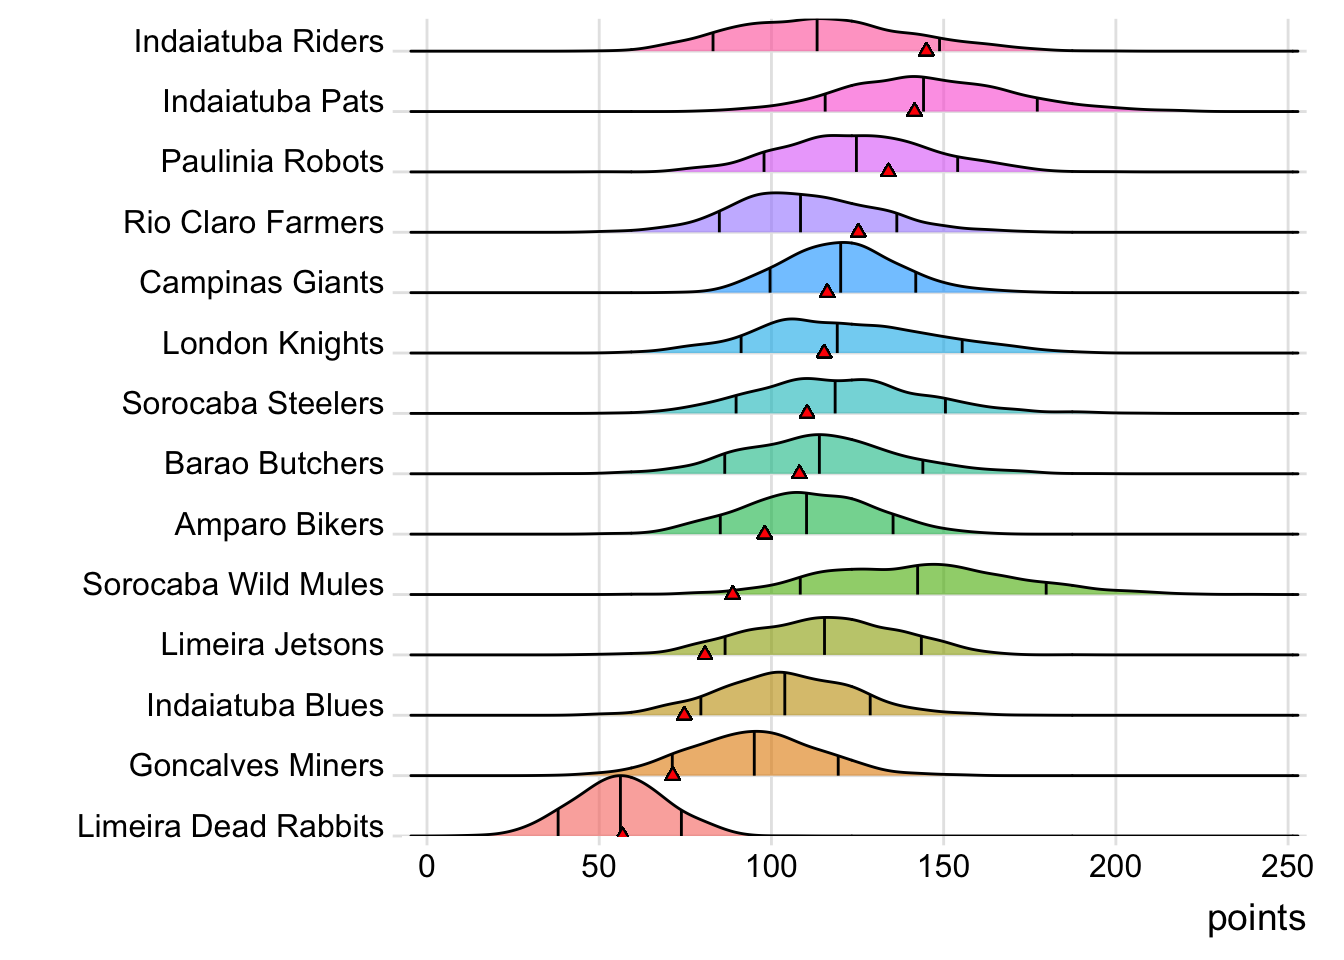 Indaiatuba Riders
Indaiatuba Pats
Paulinia Robots
Rio Claro Farmers
Campinas Giants
London Knights
Sorocaba Steelers
Barao Butchers
Amparo Bikers
Sorocaba Wild Mules
Limeira Jetsons
Indaiatuba Blues
Goncalves Miners
Limeira Dead Rabbits
0 50 100 150 200 250
points